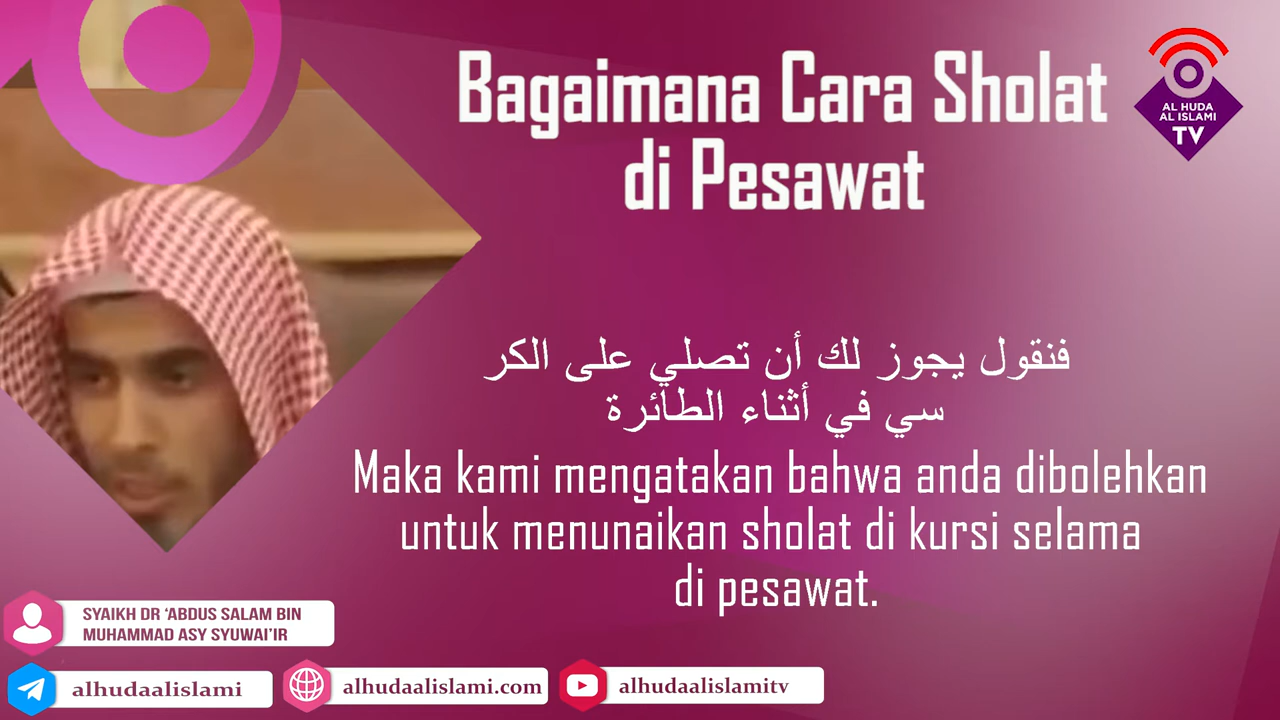 Bagaimana Cara Sholat
di Pesawat
AL HUDA
AL ISLAMI
TV
فنقول يجوز لك أن تصلي على الكر
سي في أثناء الطائرة
Maka kami mengatakan bahwa anda dibolehkan
untuk menunaikan sholat di kursi selama
di pesawat.
SYAIKH DR ‘ABDUS SALAM BIN
MUHAMMAD ASY SYUWAI’IR
alhudaalislami
alhudaalislami.com
alhudaalislamitv